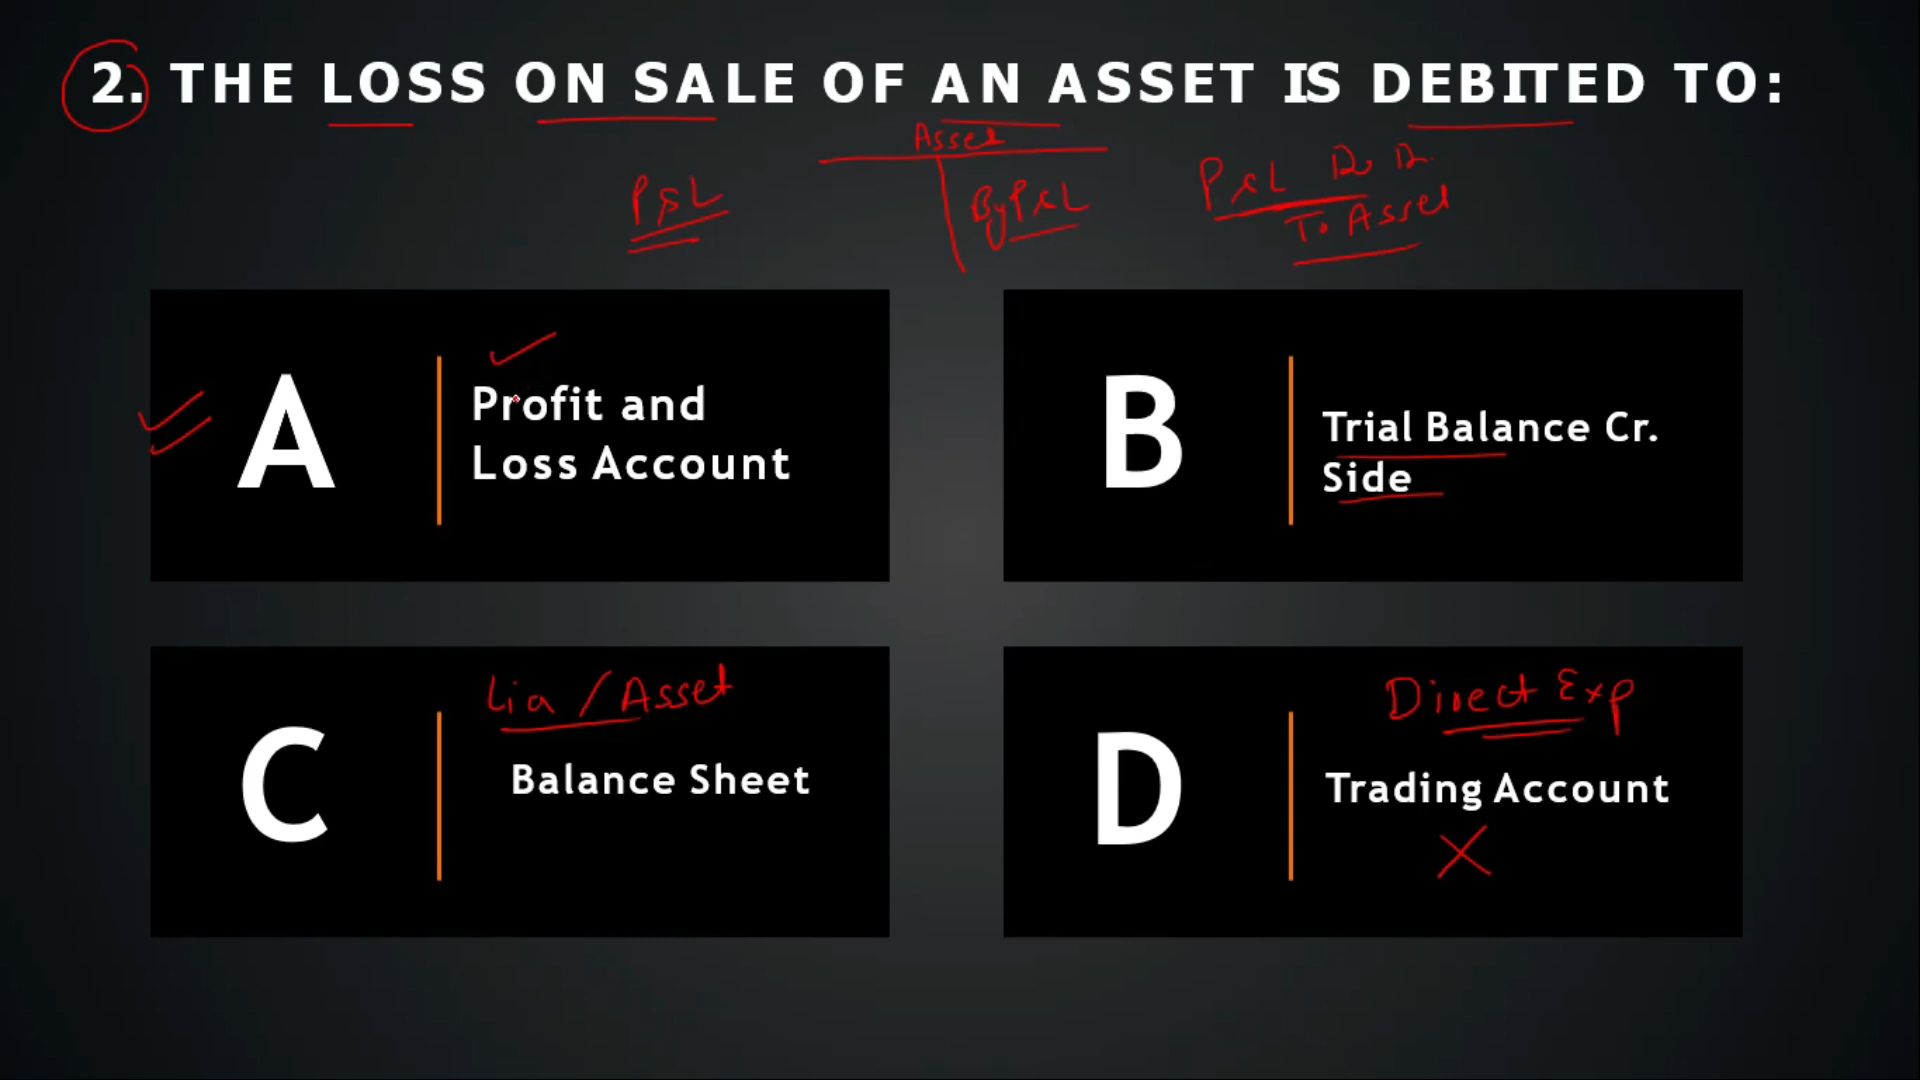 2. THE LOSS ON SALE OF AN ASSET IS DEBITED TO:
Asset
P&L
By P&L
P&L Dr
To Asset
A
Profit and
Loss Account
B
Trial Balance Cr.
Side
C
Lia / Asset
Balance Sheet
D
Direct Exp
Trading Account